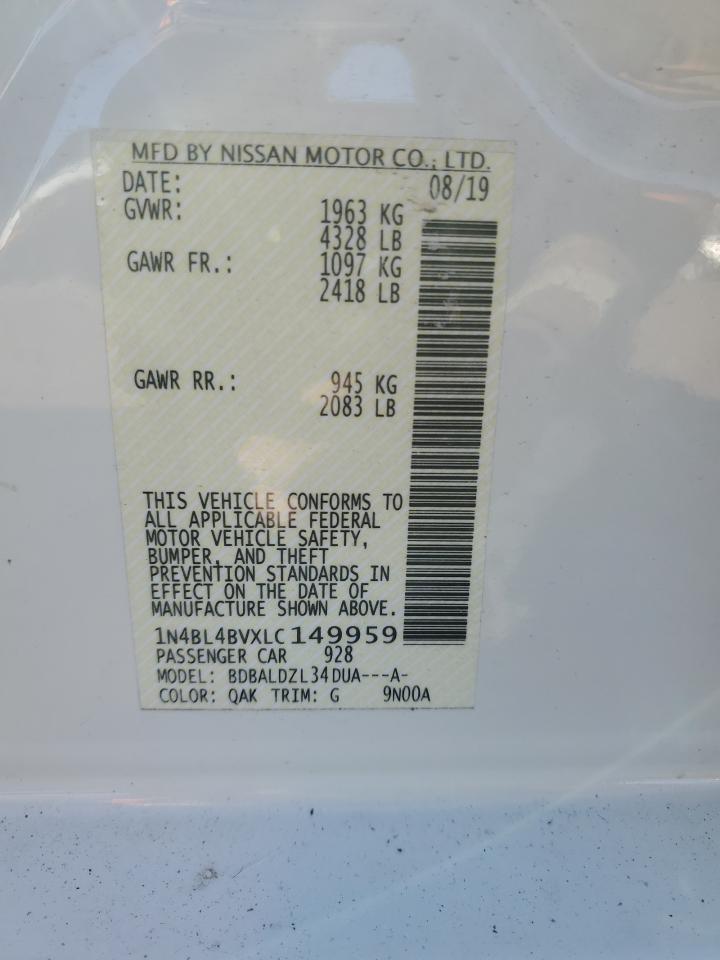 MFD BY NISSAN MOTOR CO., LTD.
DATE: 08/19
GVWR: 1963 KG
4328 LB
GAWR FR.: 1097 KG
2418 LB
GAWR RR.: 945 KG
2083 LB
THIS VEHICLE CONFORMS TO
ALL APPLICABLE FEDERAL
MOTOR VEHICLE SAFETY,
BUMPER, AND THEFT
PREVENTION STANDARDS IN
EFFECT ON THE DATE OF
MANUFACTURE SHOWN ABOVE.
1N4BL4BVXLC149959
PASSENGER CAR 928
MODEL: BDBALDZL34DUA---A-
COLOR: QAK TRIM: G 9N00A